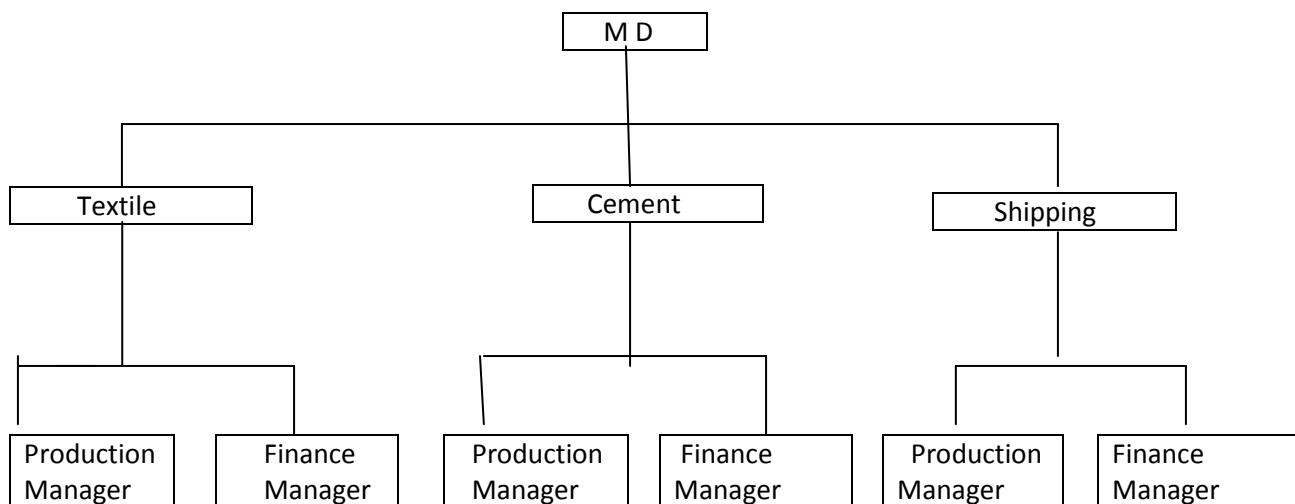 M D
Textile
Cement
Shipping
Production
Manager
Finance
Manager
Production
Manager
Finance
Manager
Production
Manager
Finance
Manager